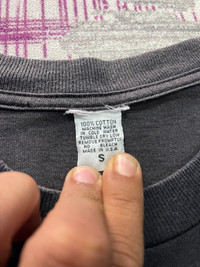 100% COTTON
MACHINE WASH
IN COLD WATER
TUMBLE DRY LOW
REMOVE PROMPTLY
NO BLEACH
MADE IN U.S.A.
S